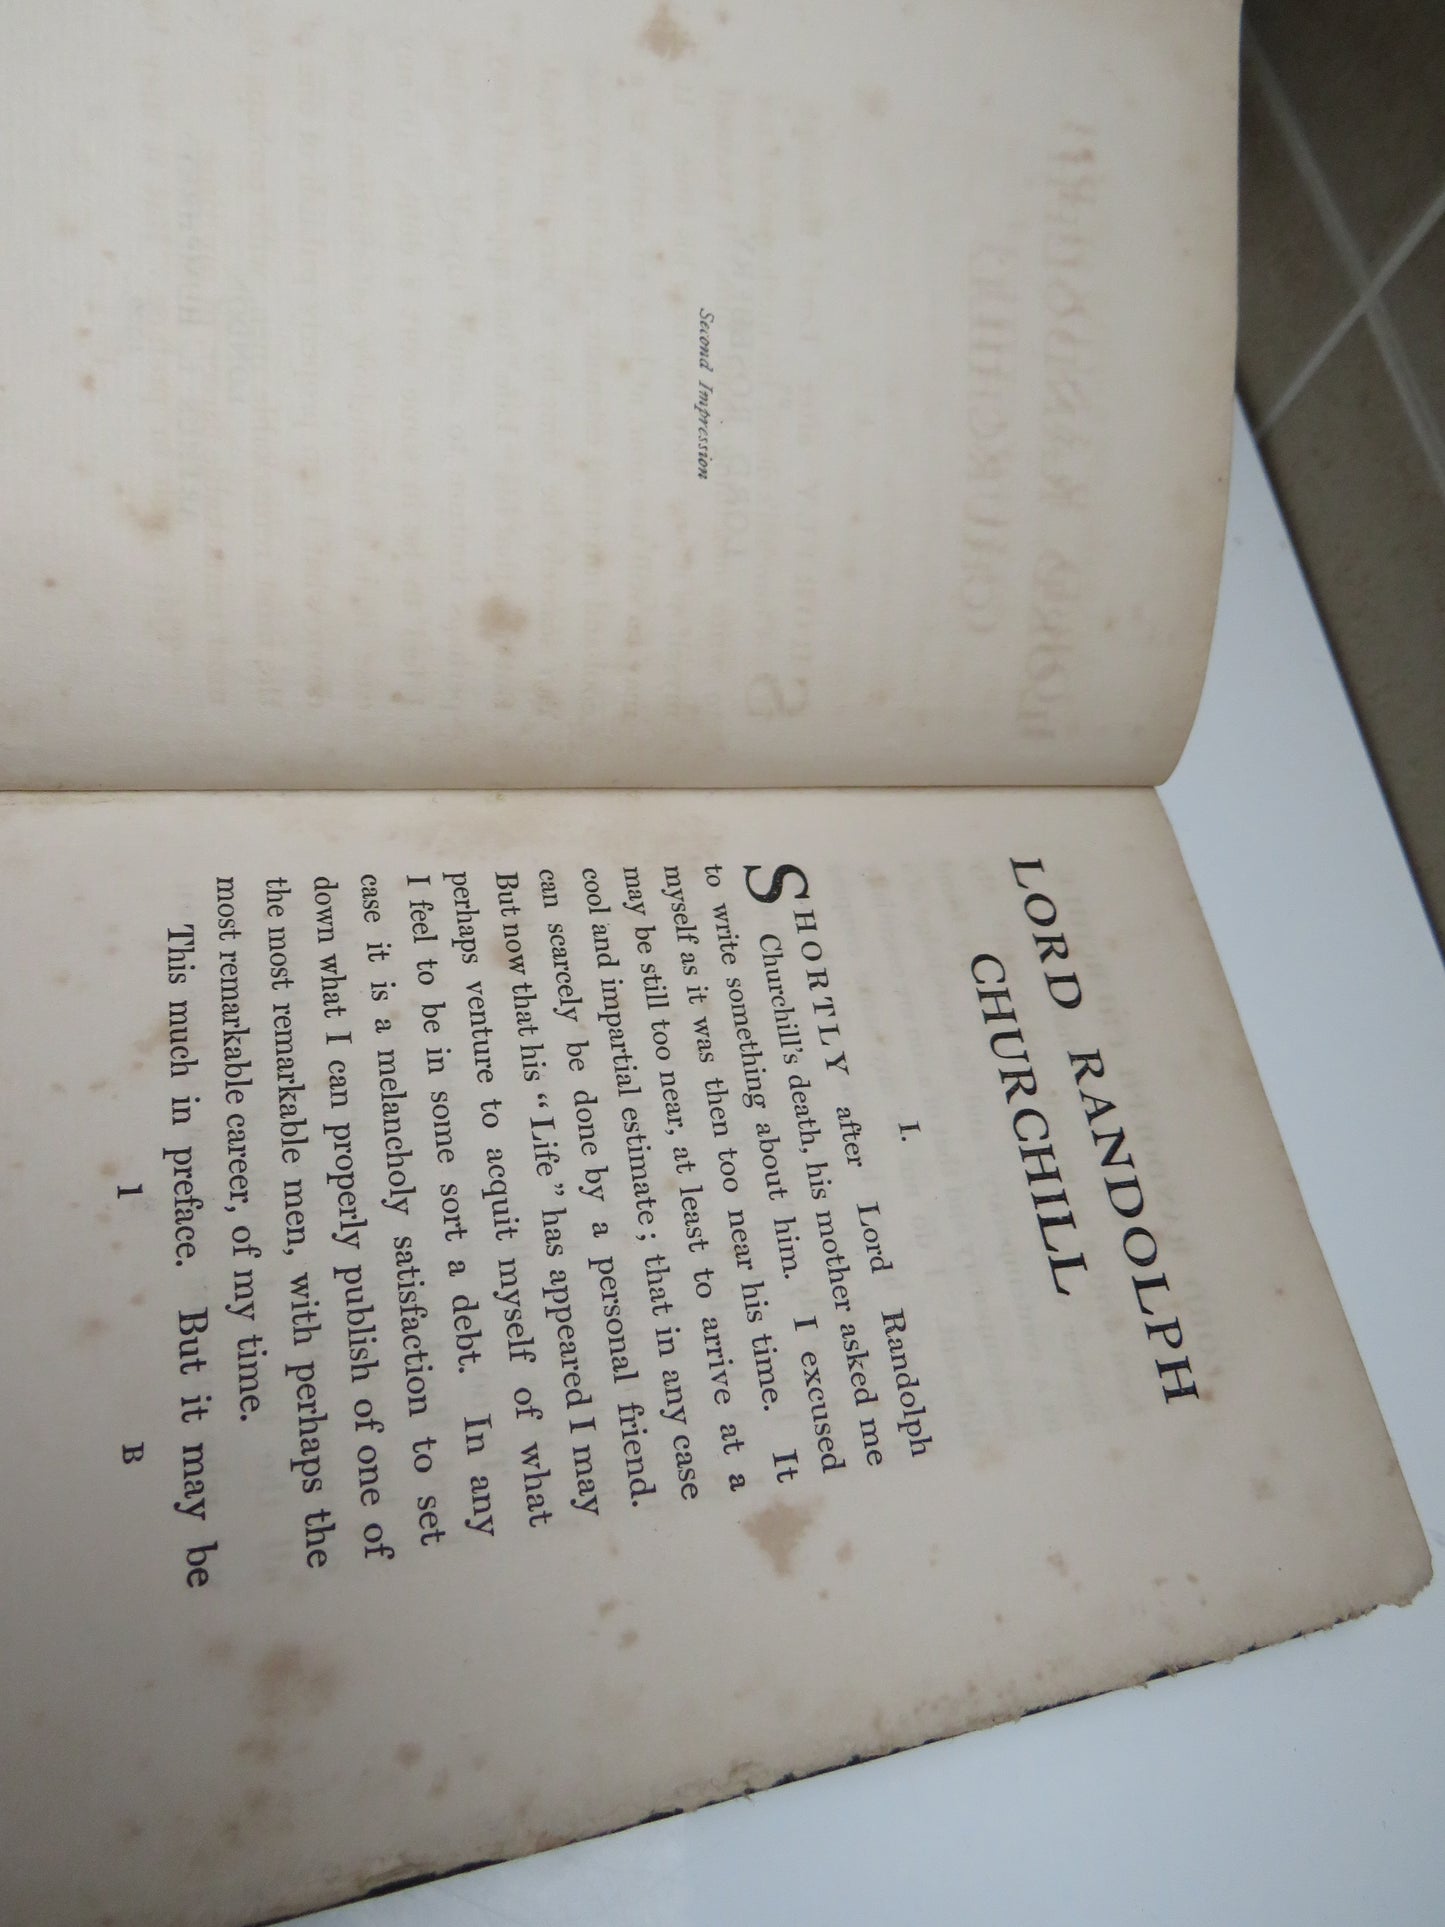 Second Impression
LORD RANDOLPH
CHURCHILL
I.
SHORTLY after Lord Randolph
Churchill's death, his mother asked me
to write something about him. I excused
myself as it was then too near his time. It
may be still too near, at least to arrive at a
cool and impartial estimate; that in any case
can scarcely be done by a personal friend.
But now that his “Life” has appeared I may
perhaps venture to acquit myself of what
I feel to be in some sort a debt. In any
case it is a melancholy satisfaction to set
down what I can properly publish of one of
the most remarkable men, with perhaps the
most remarkable career, of my time.
This much in preface. But it may be
1 B